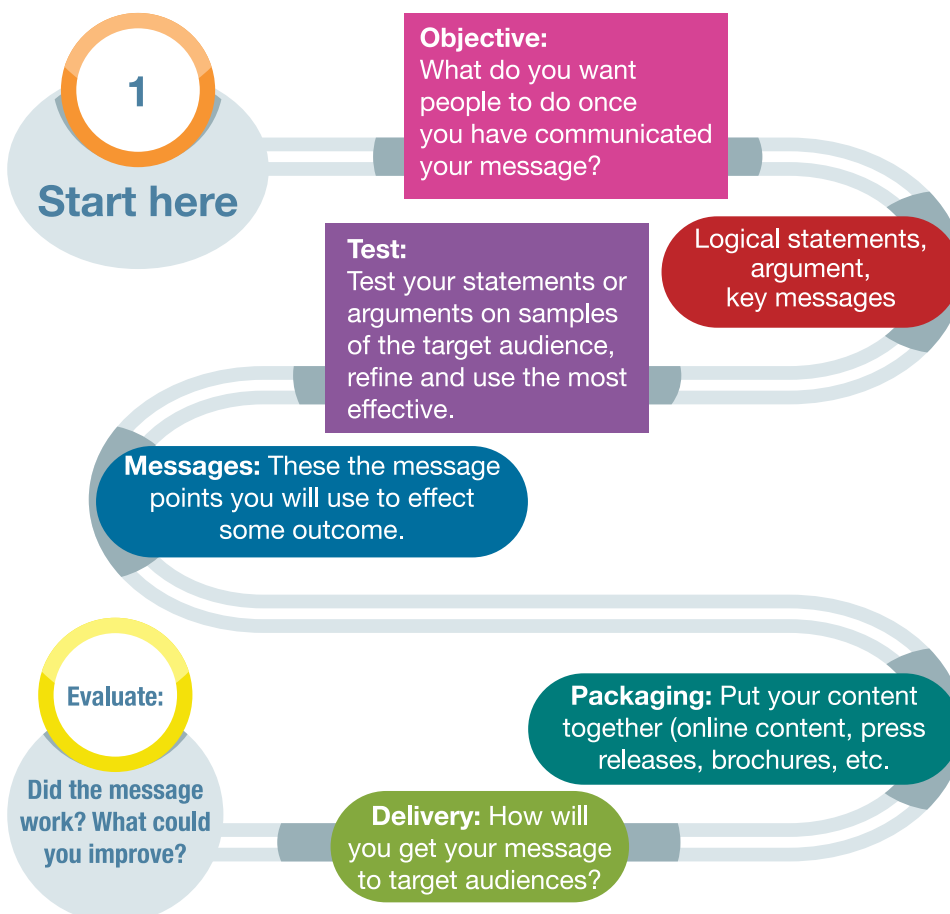 1
Start here
Objective:
What do you want
people to do once
you have communicated
your message?
Logical statements,
argument,
key messages
Test:
Test your statements or
arguments on samples
of the target audience,
refine and use the most
effective.
Messages: These the message
points you will use to effect
some outcome.
Packaging: Put your content
together (online content, press
releases, brochures, etc.
Delivery: How will
you get your message
to target audiences?
Evaluate:
Did the message
work? What could
you improve?